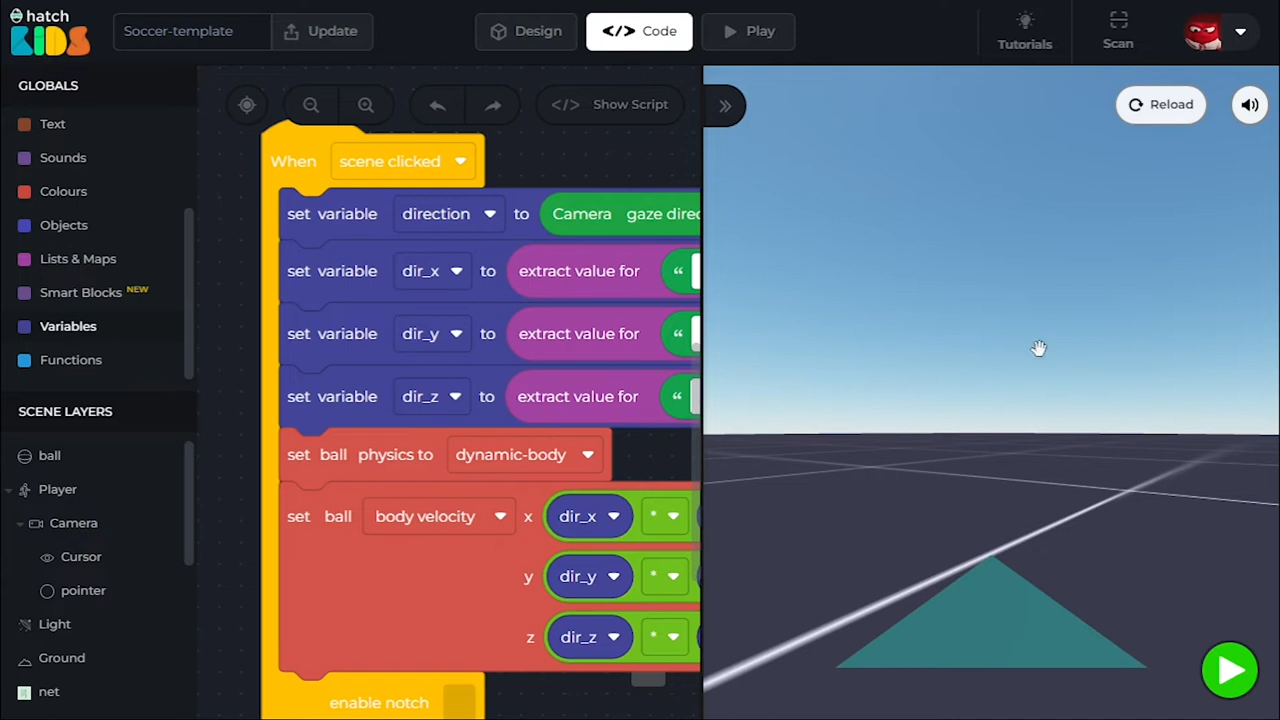 hatch
KIDS
Soccer-template
Update
Design
</> Code
Play
Tutorials
Scan
GLOBALS
Text
Sounds
Colours
Objects
Lists & Maps
Smart Blocks NEW
Variables
Functions
SCENE LAYERS
ball
Player
Camera
Cursor
pointer
Light
Ground
net
</> Show Script
When scene clicked
set variable direction to Camera gaze direc
set variable dir_x to extract value for “
set variable dir_y to extract value for “
set variable dir_z to extract value for “
set ball physics to dynamic-body
set ball body velocity x dir_x *
y dir_y *
z dir_z *
enable notch
Reload